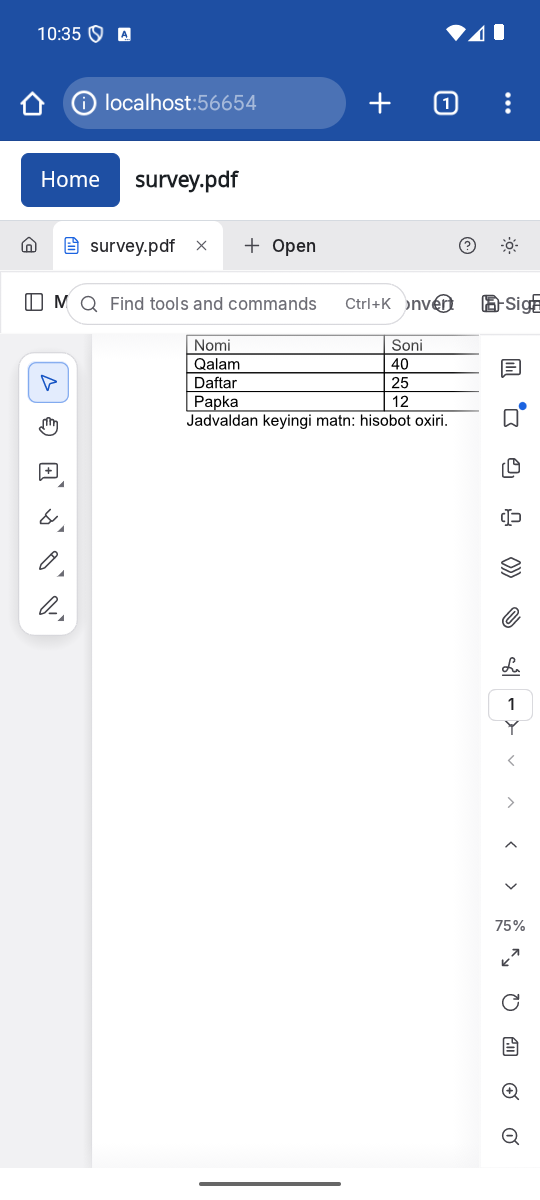 10:35
localhost:56654
1
Home survey.pdf
survey.pdf
Open
Find tools and commands Ctrl+K
Nomi Soni
Qalam 40
Daftar 25
Papka 12
Jadvaldan keyingi matn: hisobot oxiri.
1
75%